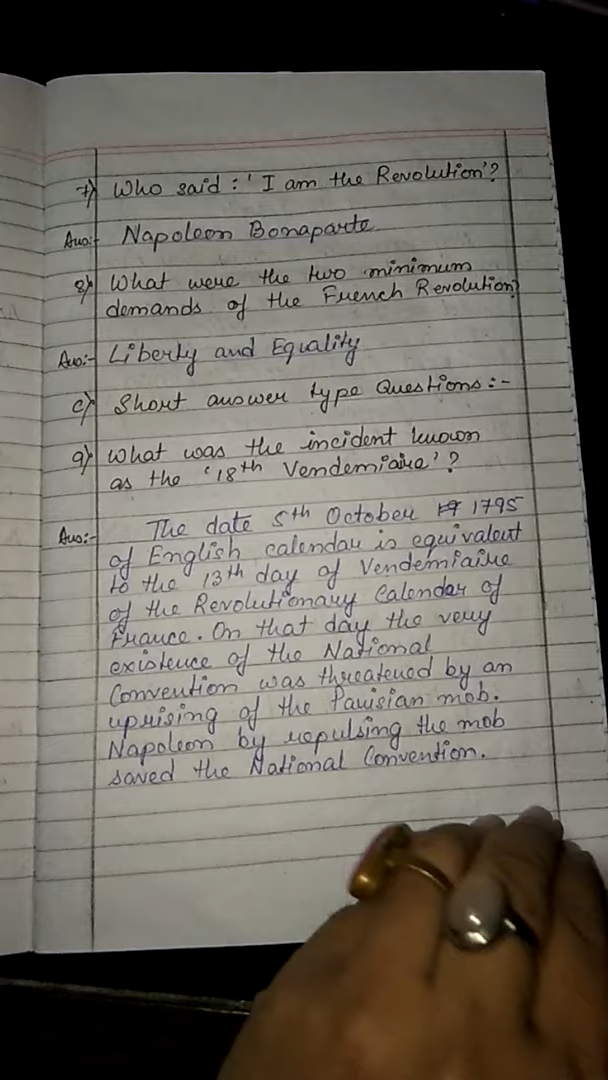 7) Who said : ' I am the Revolution'?
Ans:- Napoleon Bonaparte
8) What were the two minimum
demands of the French Revolution?
Ans:- Liberty and Equality
c) Short answer type Questions :-
9) What was the incident known
as the '18th Vendemiaire' ?
Ans:- The date 5th October 1795
of English calendar is equivalent
to the 13th day of Vendemiaire
of the Revolutionary Calendar of
France. On that day the very
existence of the National
Convention was threatened by an
uprising of the Parisian mob.
Napoleon by repulsing the mob
saved the National Convention.